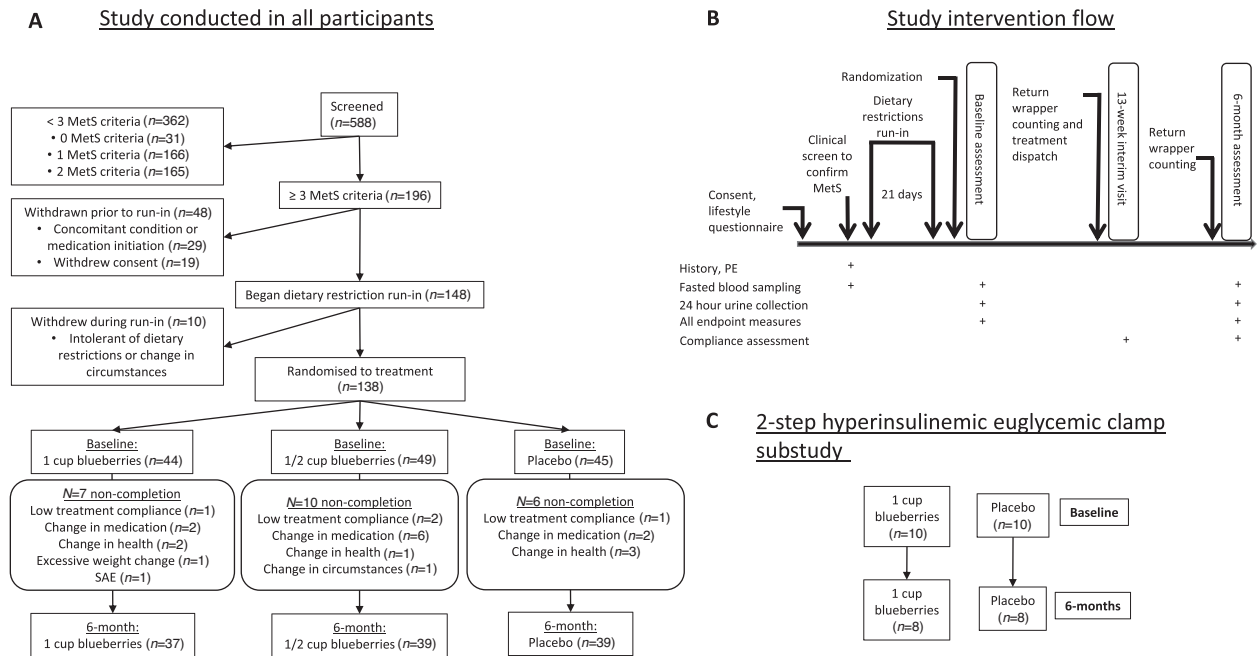 A
Study conducted in all participants
Screened
(n=588)
< 3 MetS criteria (n=362)
• 0 MetS criteria (n=31)
• 1 MetS criteria (n=166)
• 2 MetS criteria (n=165)
≥ 3 MetS criteria (n=196)
Withdrawn prior to run-in (n=48)
• Concomitant condition or
medication initiation (n=29)
• Withdrew consent (n=19)
Began dietary restriction run-in (n=148)
Withdrew during run-in (n=10)
• Intolerant of dietary
restrictions or change in
circumstances
Randomised to treatment
(n=138)
Baseline:
1 cup blueberries (n=44)
Baseline:
1/2 cup blueberries (n=49)
Baseline:
Placebo (n=45)
N=7 non-completion
Low treatment compliance (n=1)
Change in medication (n=2)
Change in health (n=2)
Excessive weight change (n=1)
SAE (n=1)
N=10 non-completion
Low treatment compliance (n=2)
Change in medication (n=6)
Change in health (n=1)
Change in circumstances (n=1)
N=6 non-completion
Low treatment compliance (n=1)
Change in medication (n=2)
Change in health (n=3)
6-month:
1 cup blueberries (n=37)
6-month:
1/2 cup blueberries (n=39)
6-month:
Placebo (n=39)
B
Study intervention flow
Consent,
lifestyle
questionnaire
Clinical
screen to
confirm
MetS
Dietary
restrictions
run-in
21 days
Randomization
Baseline assessment
Return
wrapper
counting and
treatment
dispatch
13-week interim visit
Return
wrapper
counting
6-month assessment
History, PE +
Fasted blood sampling + + +
24 hour urine collection + +
All endpoint measures + +
Compliance assessment + +
C
2-step hyperinsulinemic euglycemic clamp
substudy
1 cup
blueberries
(n=10)
Placebo
(n=10)
Baseline
1 cup
blueberries
(n=8)
Placebo
(n=8)
6-months